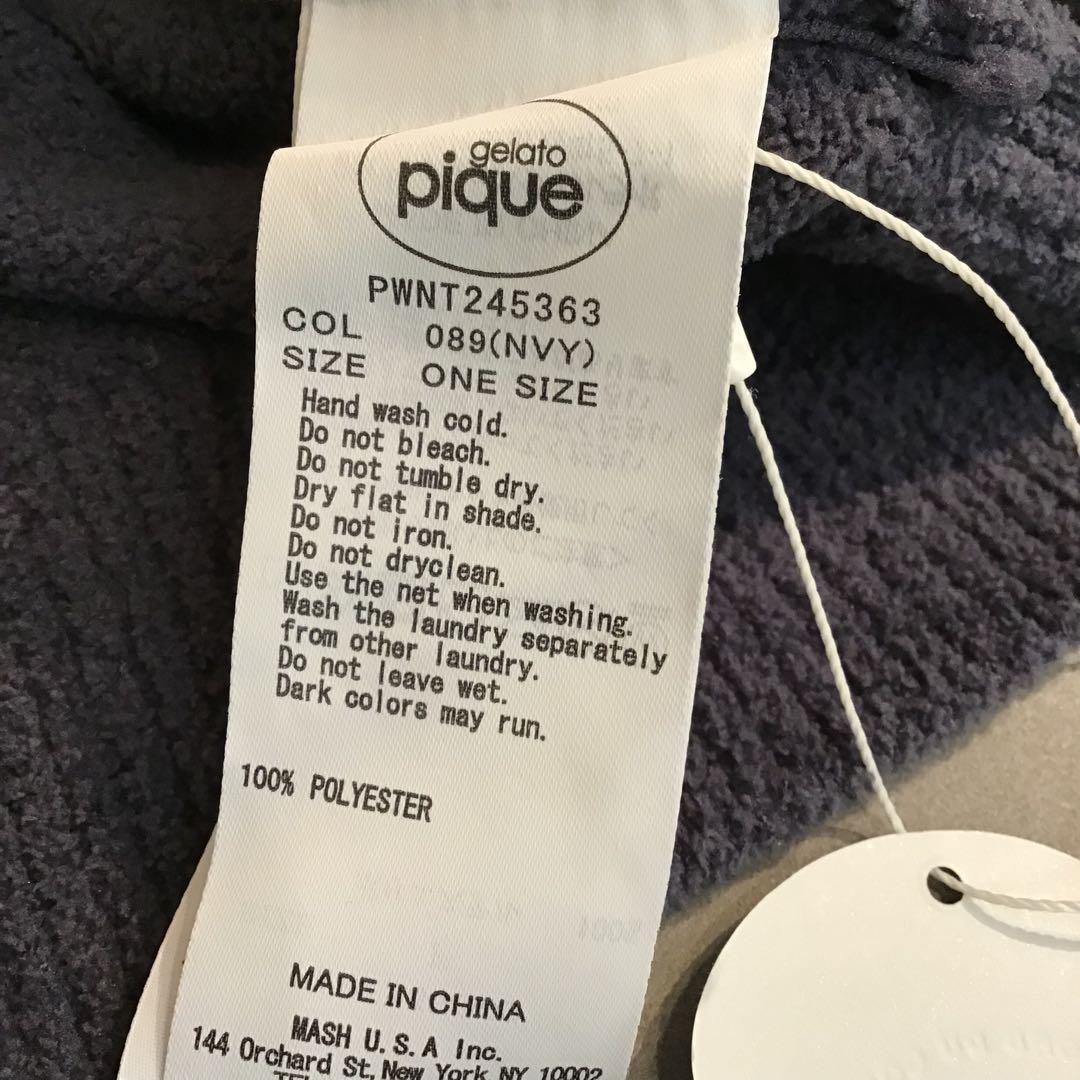 gelato
pique
PWNT245363
COL 089(NVY)
SIZE ONE SIZE
Hand wash cold.
Do not bleach.
Do not tumble dry.
Dry flat in shade.
Do not iron.
Do not dryclean.
Use the net when washing.
Wash the laundry separately
from other laundry.
Do not leave wet.
Dark colors may run.
100% POLYESTER
MADE IN CHINA
MASH U.S.A Inc.
144 Orchard St, New York NY 10002